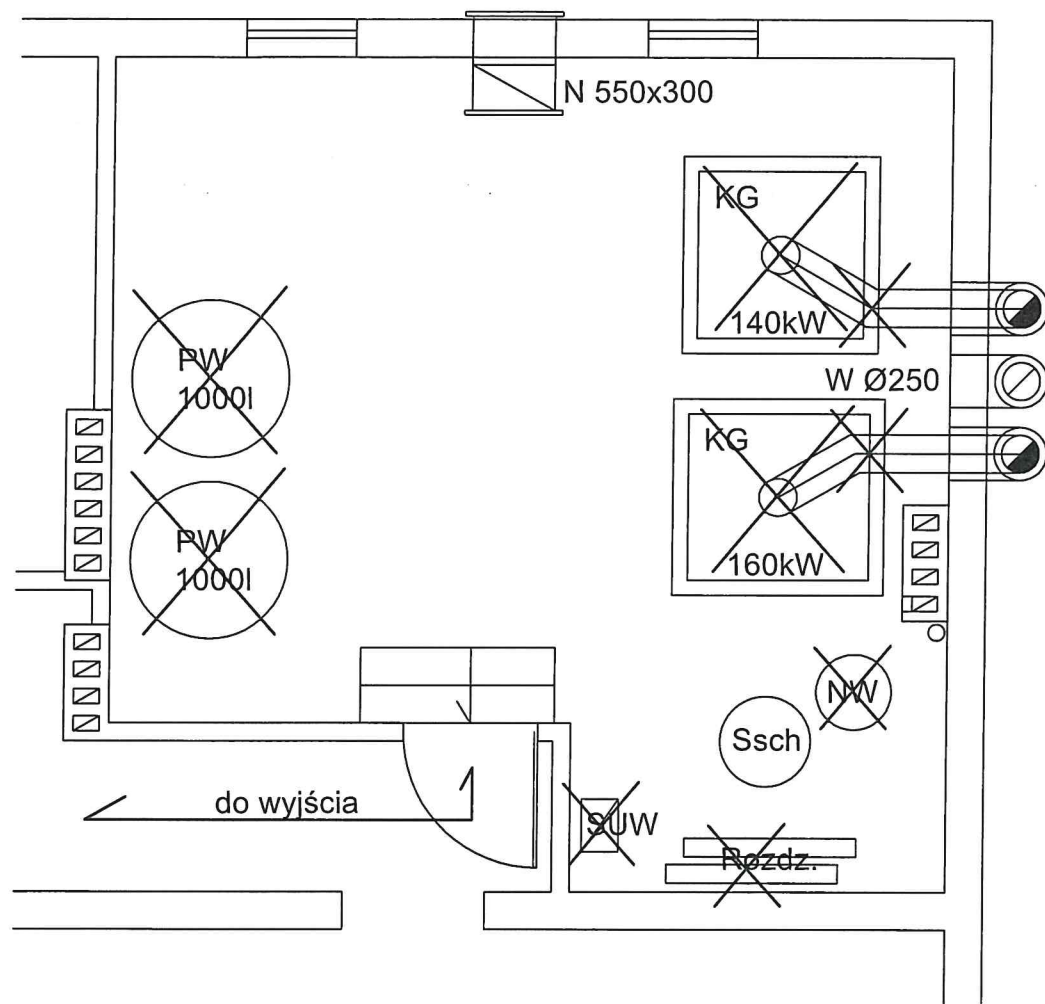 N 550x300
KG
140kW
PW
1000l
W Ø250
KG
160kW
PW
1000l
NW
Ssch
do wyjścia
SUW
Rozdz.